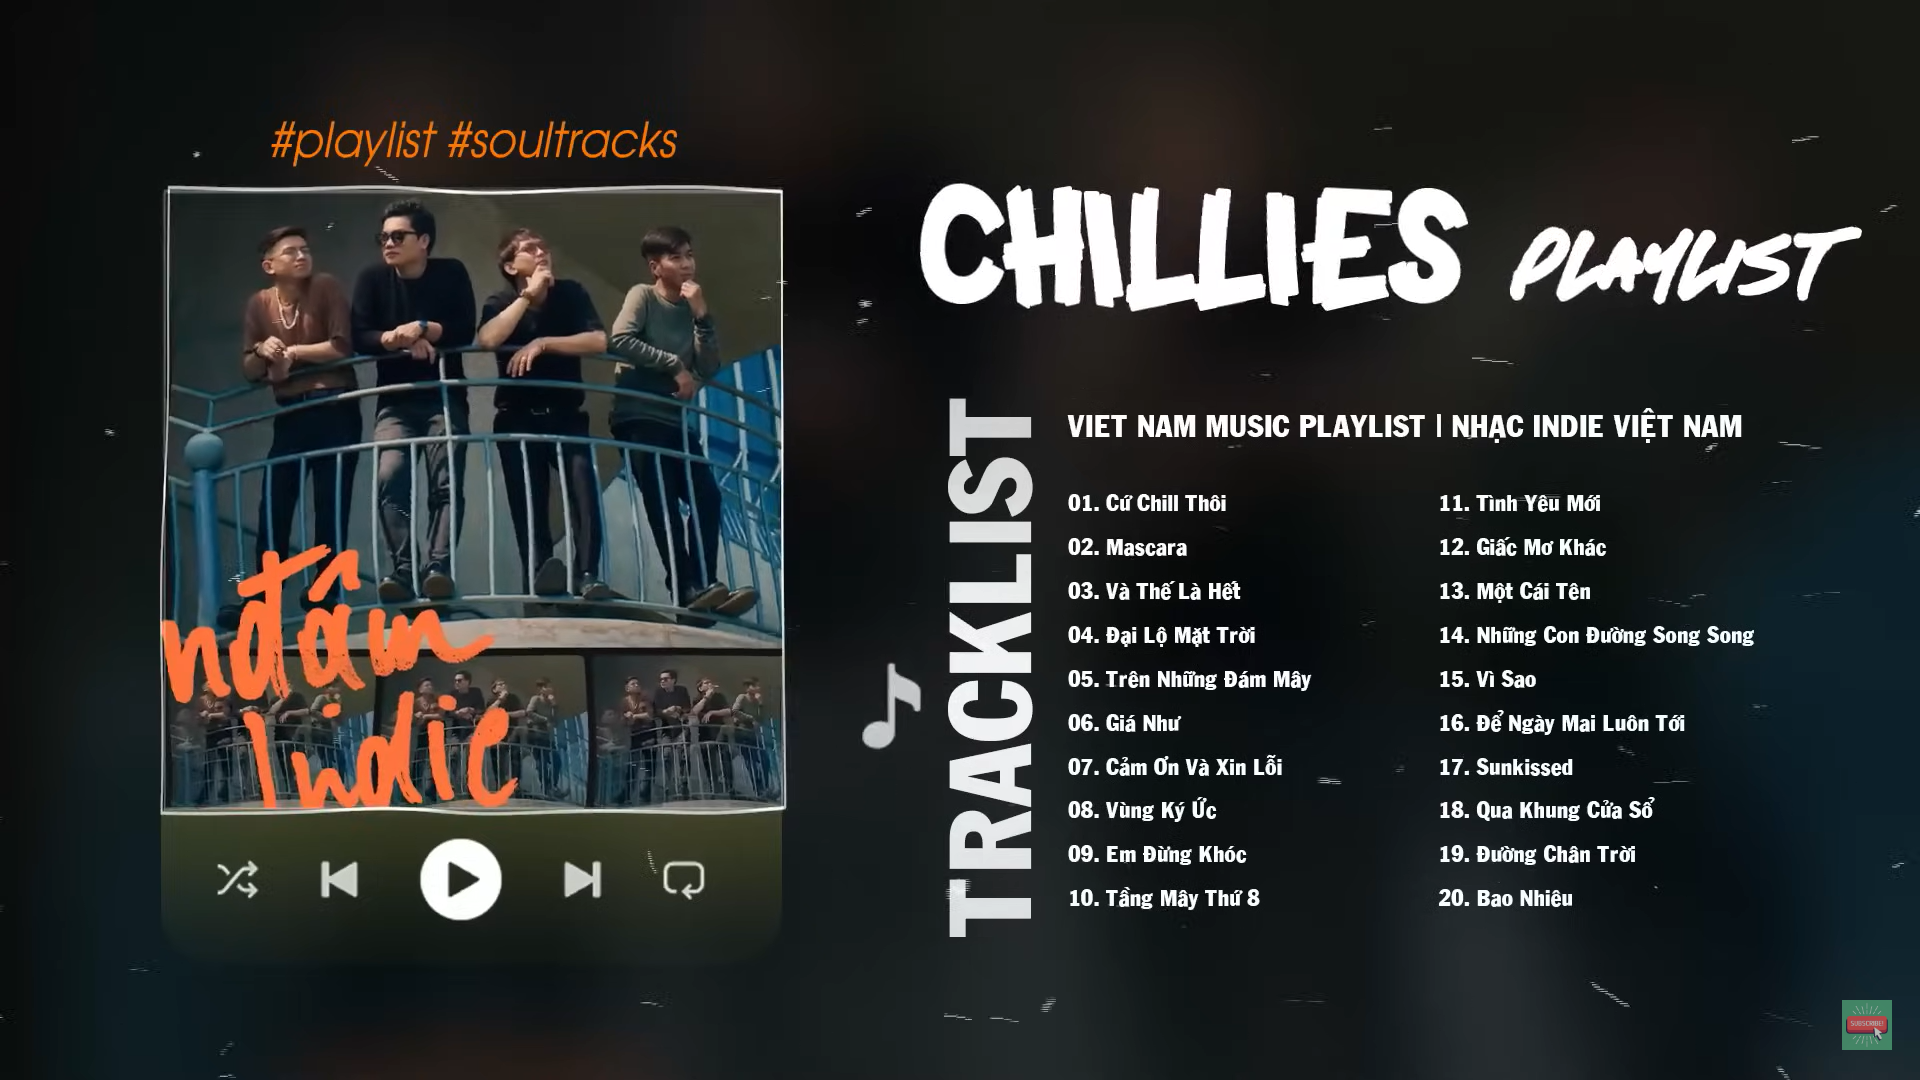 #playlist #soultracks
CHILLIES PLAYLIST
nđâm
Indie
TRACKLIST
VIET NAM MUSIC PLAYLIST | NHẠC INDIE VIỆT NAM
01. Cứ Chill Thôi
02. Mascara
03. Và Thế Là Hết
04. Đại Lộ Mặt Trời
05. Trên Những Đám Mây
06. Giá Như
07. Cảm Ơn Và Xin Lỗi
08. Vùng Ký Ức
09. Em Đừng Khóc
10. Tầng Mây Thứ 8
11. Tình Yêu Mới
12. Giấc Mơ Khác
13. Một Cái Tên
14. Những Con Đường Song Song
15. Vì Sao
16. Để Ngày Mai Luôn Tới
17. Sunkissed
18. Qua Khung Cửa Sổ
19. Đường Chân Trời
20. Bao Nhiêu
SUBSCRIBE!